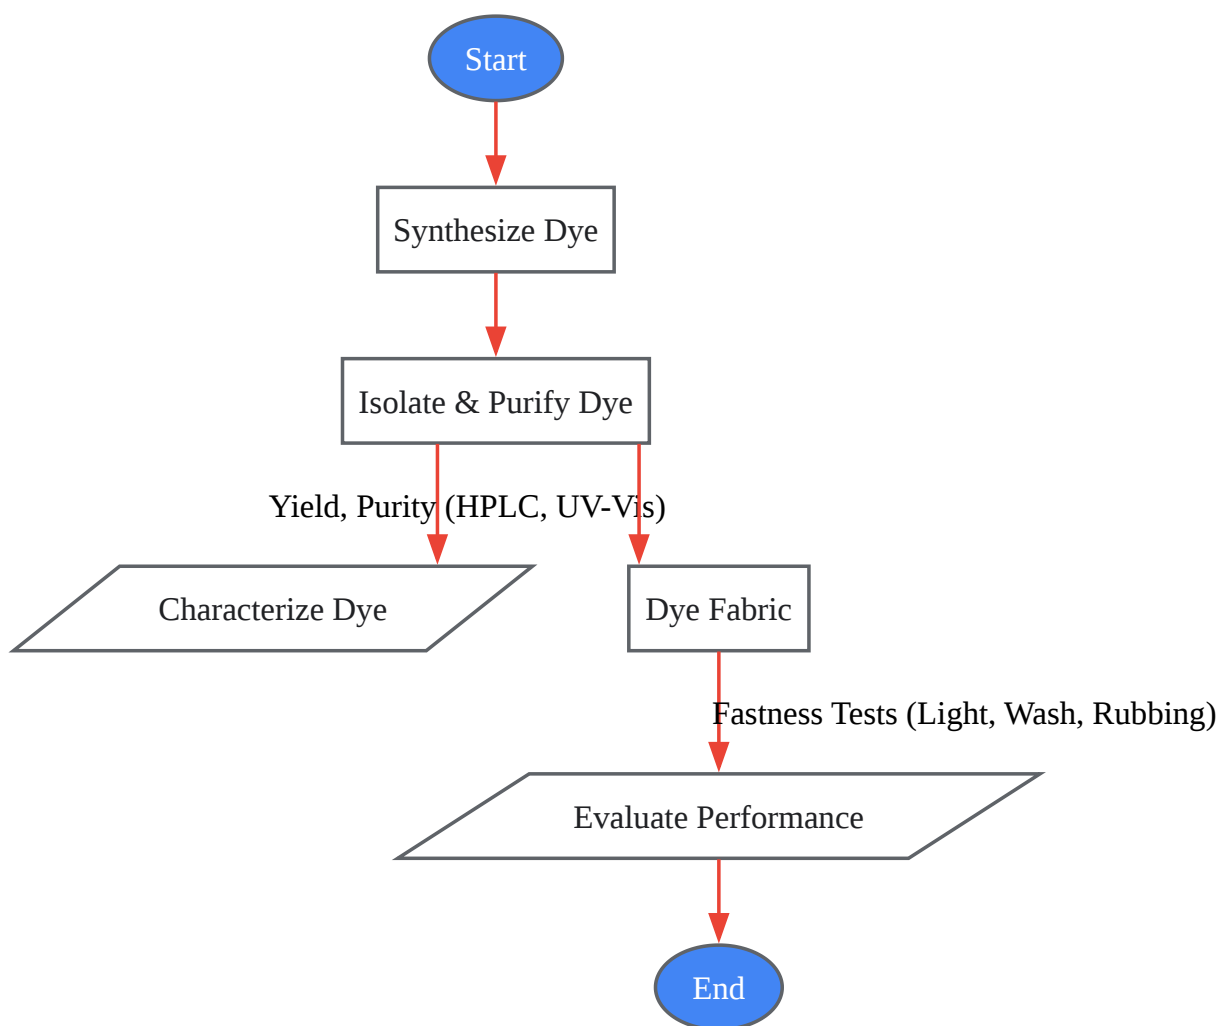 Start
Synthesize Dye
Isolate & Purify Dye
Yield, Purity (HPLC, UV-Vis)
Characterize Dye
Dye Fabric
Fastness Tests (Light, Wash, Rubbing)
Evaluate Performance
End